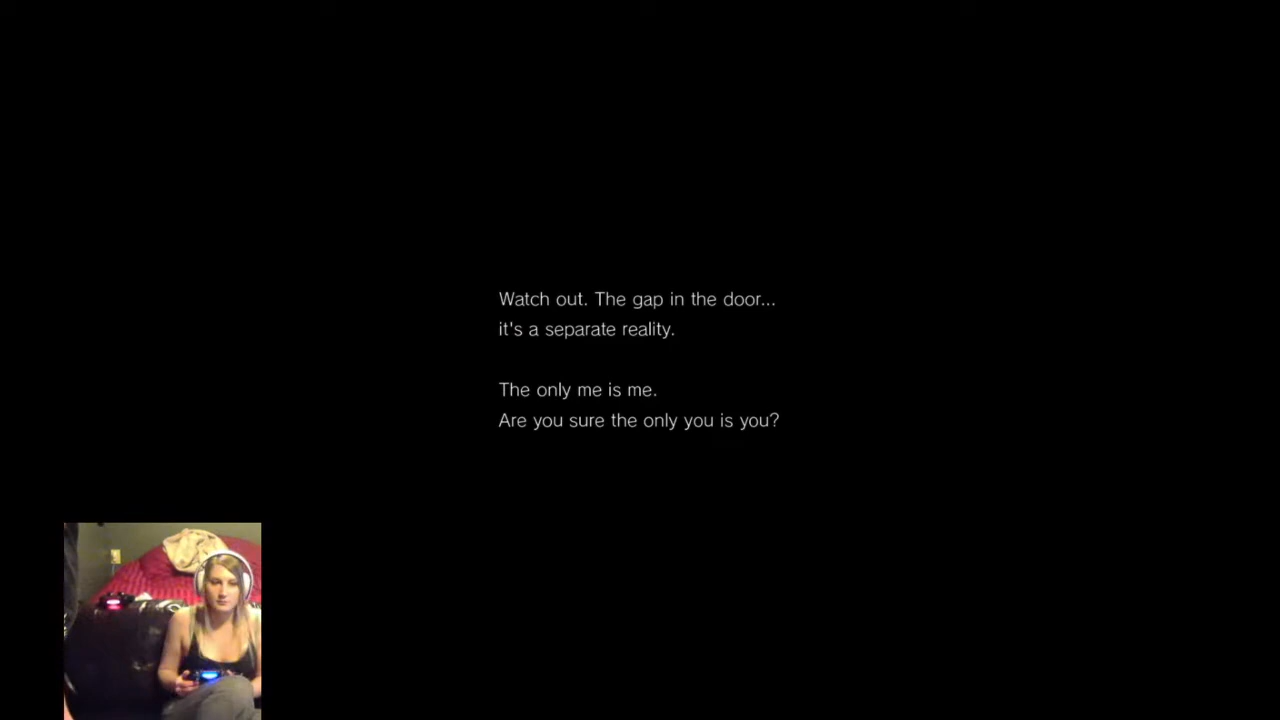 Watch out. The gap in the door...
it's a separate reality.
The only me is me.
Are you sure the only you is you?